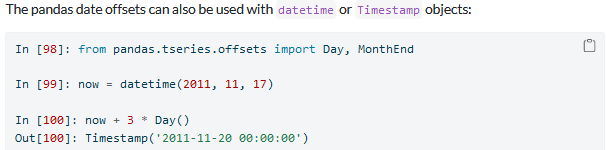 The pandas date offsets can also be used with datetime or Timestamp objects:
In [98]: from pandas.tseries.offsets import Day, MonthEnd
In [99]: now = datetime(2011, 11, 17)
In [100]: now + 3 * Day()
Out[100]: Timestamp('2011-11-20 00:00:00')